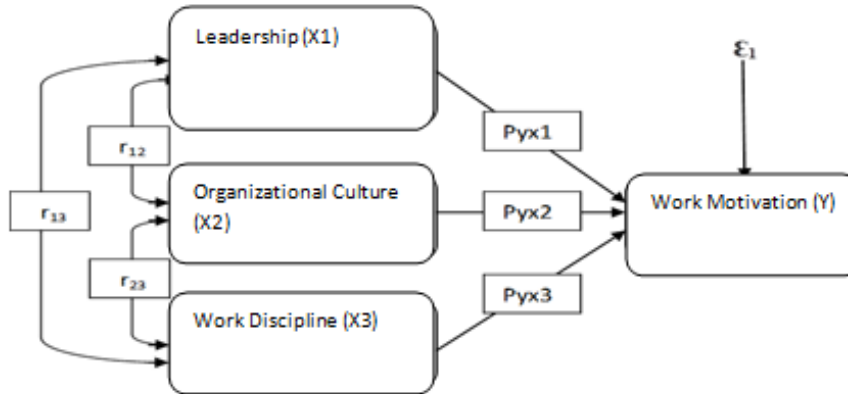 Leadership (X1)
ε₁
Pyx1
r₁₂
Organizational Culture
(X2)
Work Motivation (Y)
r₁₃
Pyx2
r₂₃
Pyx3
Work Discipline (X3)